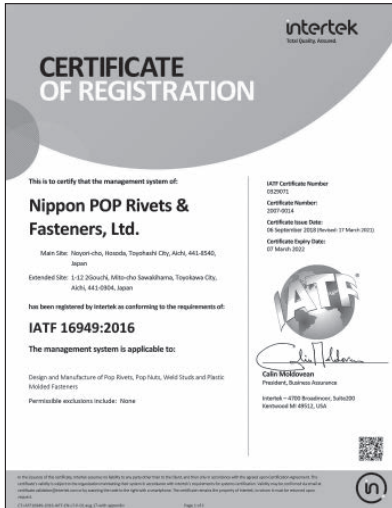 intertek
Total Quality. Assured.
CERTIFICATE
OF REGISTRATION
This is to certify that the management system of:
Nippon POP Rivets &
Fasteners, Ltd.
Main Site: Noyori-cho, Hosoda, Toyohashi City, Aichi, 441-8540,
Japan
Extended Site: 1-12 2Gouchi, Mito-cho Sawakihama, Toyokawa City,
Aichi, 441-0304, Japan
has been registered by Intertek as conforming to the requirements of:
IATF 16949:2016
The management system is applicable to:
Design and Manufacture of Pop Rivets, Pop Nuts, Weld Studs and Plastic
Molded Fasteners
Permissible exclusions include: None
IATF Certificate Number
0329071
Certificate Number:
2007-0014
Certificate Issue Date:
06 September 2018 (Revised: 17 March 2021)
Certificate Expiry Date:
07 March 2022
IATF
Calin Moldovean
President, Business Assurance
Intertek – 4700 Broadmoor, Suite200
Kentwood MI 49512, USA
in